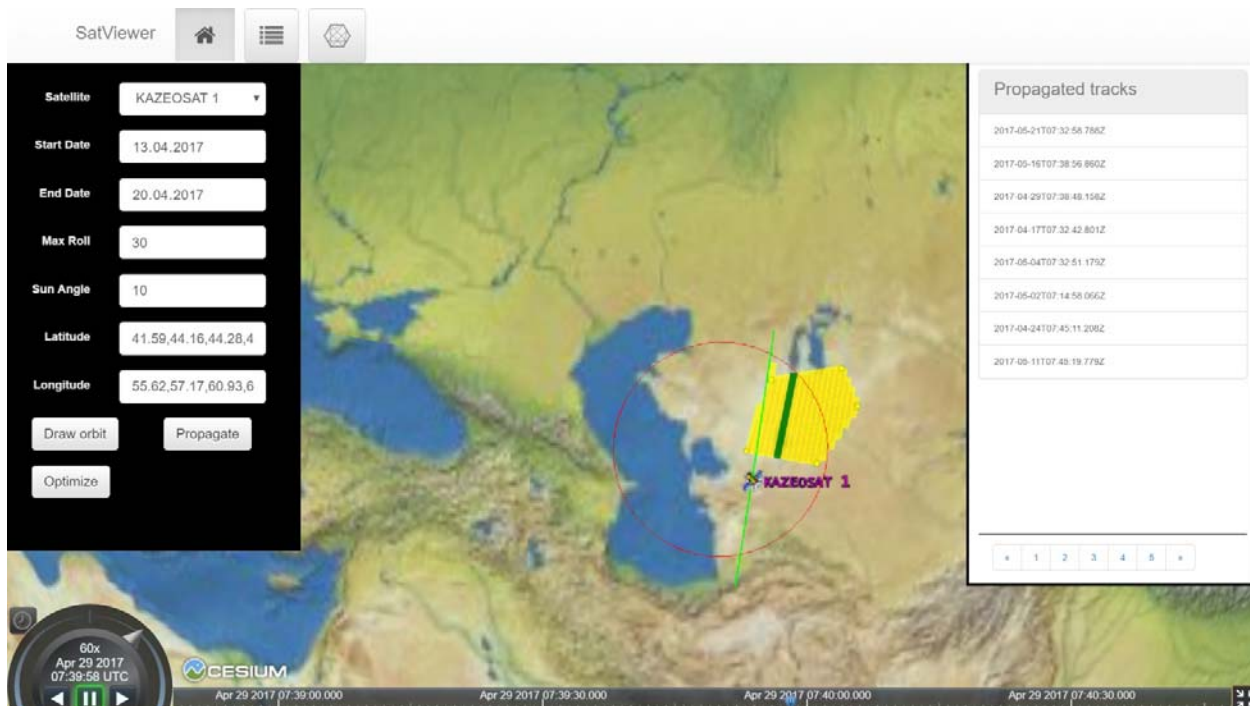 SatViewer
Satellite KAZEOSAT 1
Start Date 13.04.2017
End Date 20.04.2017
Max Roll 30
Sun Angle 10
Latitude 41.59,44.16,44.28,4
Longitude 55.62,57.17,60.93,6
Draw orbit Propagate
Optimize
Propagated tracks
2017-05-21T07:32:58.786Z
2017-05-16T07:38:56.860Z
2017-04-29T07:38:48.158Z
2017-04-17T07:32:42.801Z
2017-05-04T07:32:51.179Z
2017-05-02T07:14:58.066Z
2017-04-24T07:45:11.208Z
2017-05-11T07:45:19.779Z
« 1 2 3 4 5 »
KAZEOSAT 1
60x
Apr 29 2017
07:39:58 UTC
CESIUM
Apr 29 2017 07:39:00.000 Apr 29 2017 07:39:30.000 Apr 29 2017 07:40:00.000 Apr 29 2017 07:40:30.000